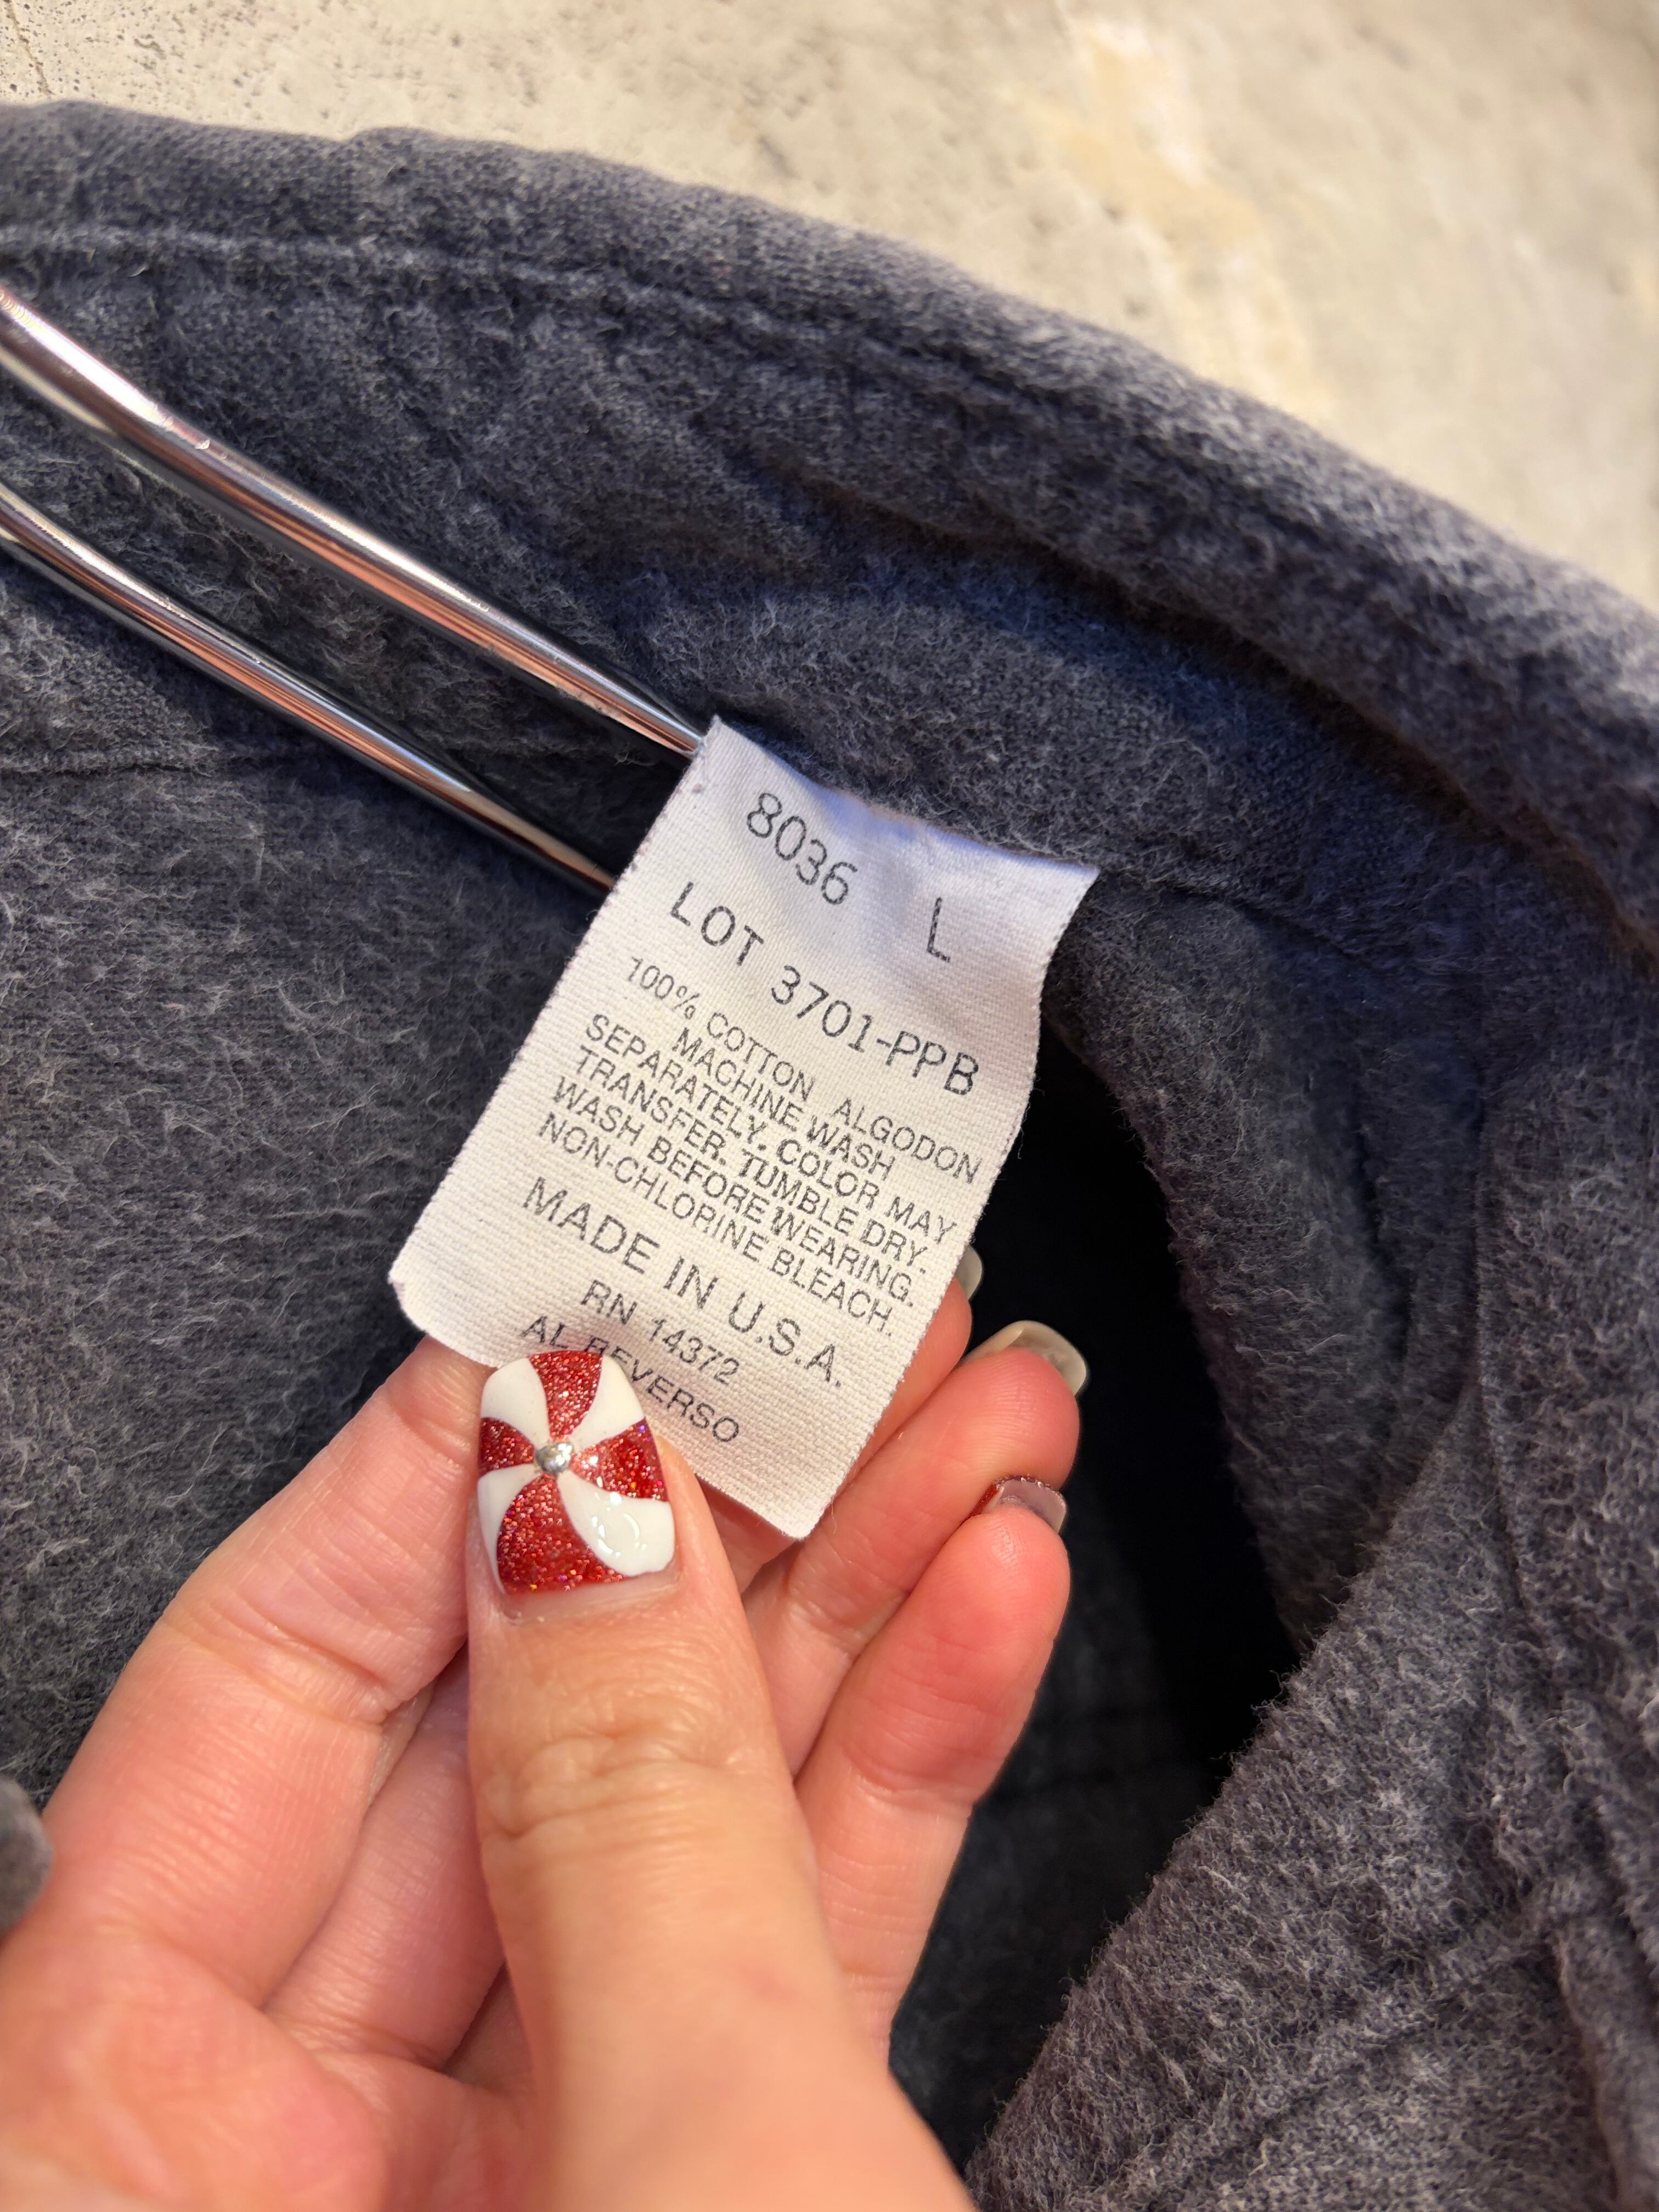 8036 L
LOT 3701-PPB
100% COTTON ALGODON
MACHINE WASH
SEPARATELY. COLOR MAY
TRANSFER. TUMBLE DRY.
WASH BEFORE WEARING.
NON-CHLORINE BLEACH.
MADE IN U.S.A.
RN 14372
AL REVERSO